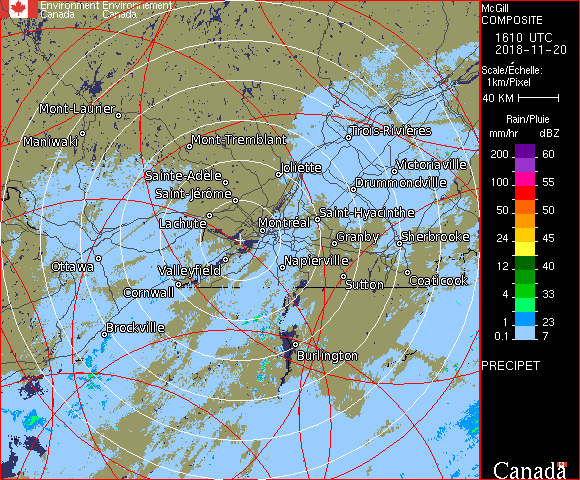 Environment Environnement
Canada Canada
McGill
COMPOSITE
1610 UTC
2018-11-20
Scale/Échelle:
1km/Pixel
40 KM
Rain/Pluie
mm/hr dBZ
200 60
150 55
100 55
50 50
24 45
12 40
4 33
1 23
0.1 7
PRECIPET
Canada
Mont-Laurier
Maniwaki
Mont-Tremblant
Trois-Rivières
Sainte-Adèle
Joliette
Victoriaville
Saint-Jérôme
Drummondville
Lachute
Saint-Hyacinthe
Montréal
Granby
Sherbrooke
Ottawa
Valleyfield
Napierville
Cornwall
Sutton
Coaticook
Brockville
Burlington